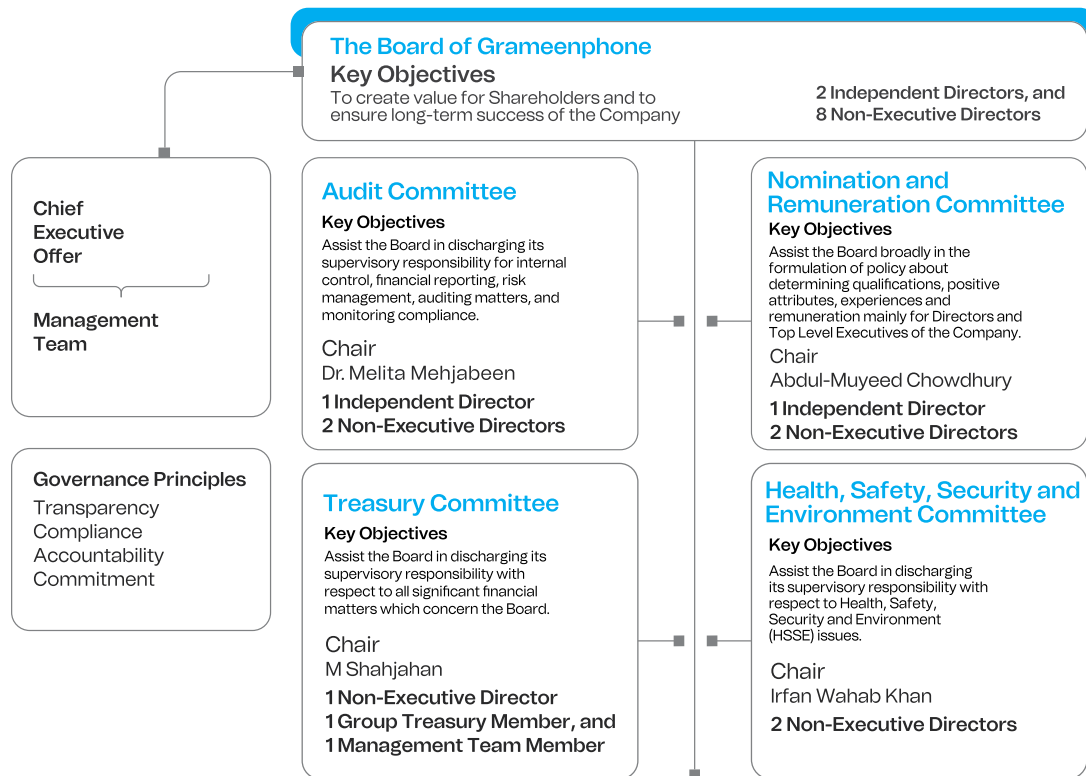 The Board of Grameenphone
Key Objectives
To create value for Shareholders and to
ensure long-term success of the Company
2 Independent Directors, and
8 Non-Executive Directors
Chief
Executive
Offer
Management
Team
Governance Principles
Transparency
Compliance
Accountability
Commitment
Audit Committee
Key Objectives
Assist the Board in discharging its
supervisory responsibility for internal
control, financial reporting, risk
management, auditing matters, and
monitoring compliance.
Chair
Dr. Melita Mehjabeen
1 Independent Director
2 Non-Executive Directors
Nomination and
Remuneration Committee
Key Objectives
Assist the Board broadly in the
formulation of policy about
determining qualifications, positive
attributes, experiences and
remuneration mainly for Directors and
Top Level Executives of the Company.
Chair
Abdul-Muyeed Chowdhury
1 Independent Director
2 Non-Executive Directors
Treasury Committee
Key Objectives
Assist the Board in discharging its
supervisory responsibility with
respect to all significant financial
matters which concern the Board.
Chair
M Shahjahan
1 Non-Executive Director
1 Group Treasury Member, and
1 Management Team Member
Health, Safety, Security and
Environment Committee
Key Objectives
Assist the Board in discharging
its supervisory responsibility with
respect to Health, Safety,
Security and Environment
(HSSE) issues.
Chair
Irfan Wahab Khan
2 Non-Executive Directors